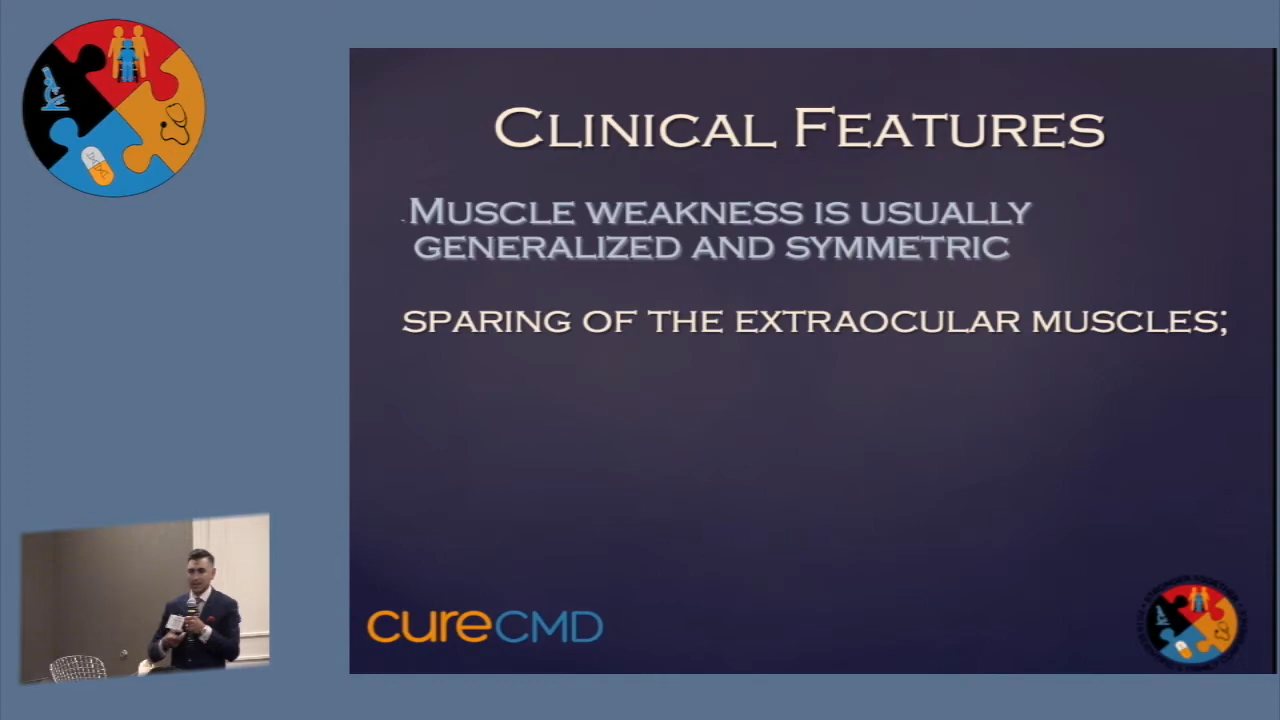 Clinical Features
Muscle weakness is usually
generalized and symmetric
sparing of the extraocular muscles;
cureCMD